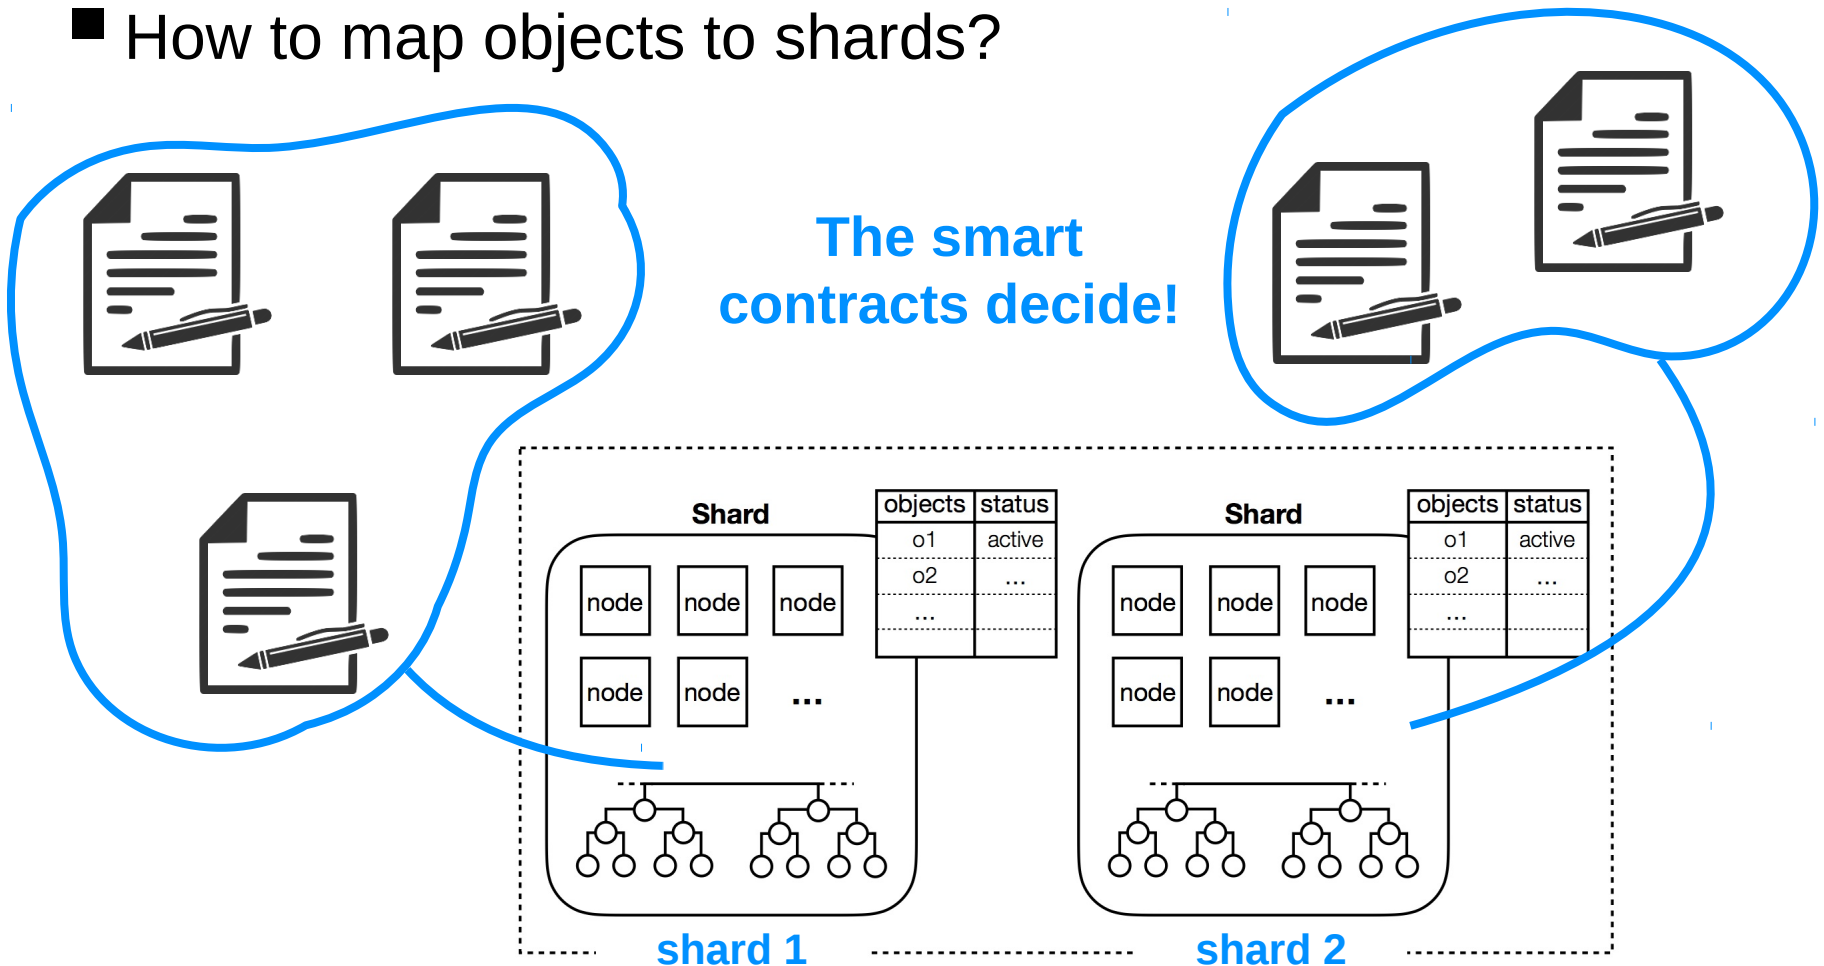 How to map objects to shards?
The smart
contracts decide!
Shard
objects status
o1 active
o2 ...
...
node node node
node node ...
Shard
objects status
o1 active
o2 ...
...
node node node
node node ...
shard 1
shard 2